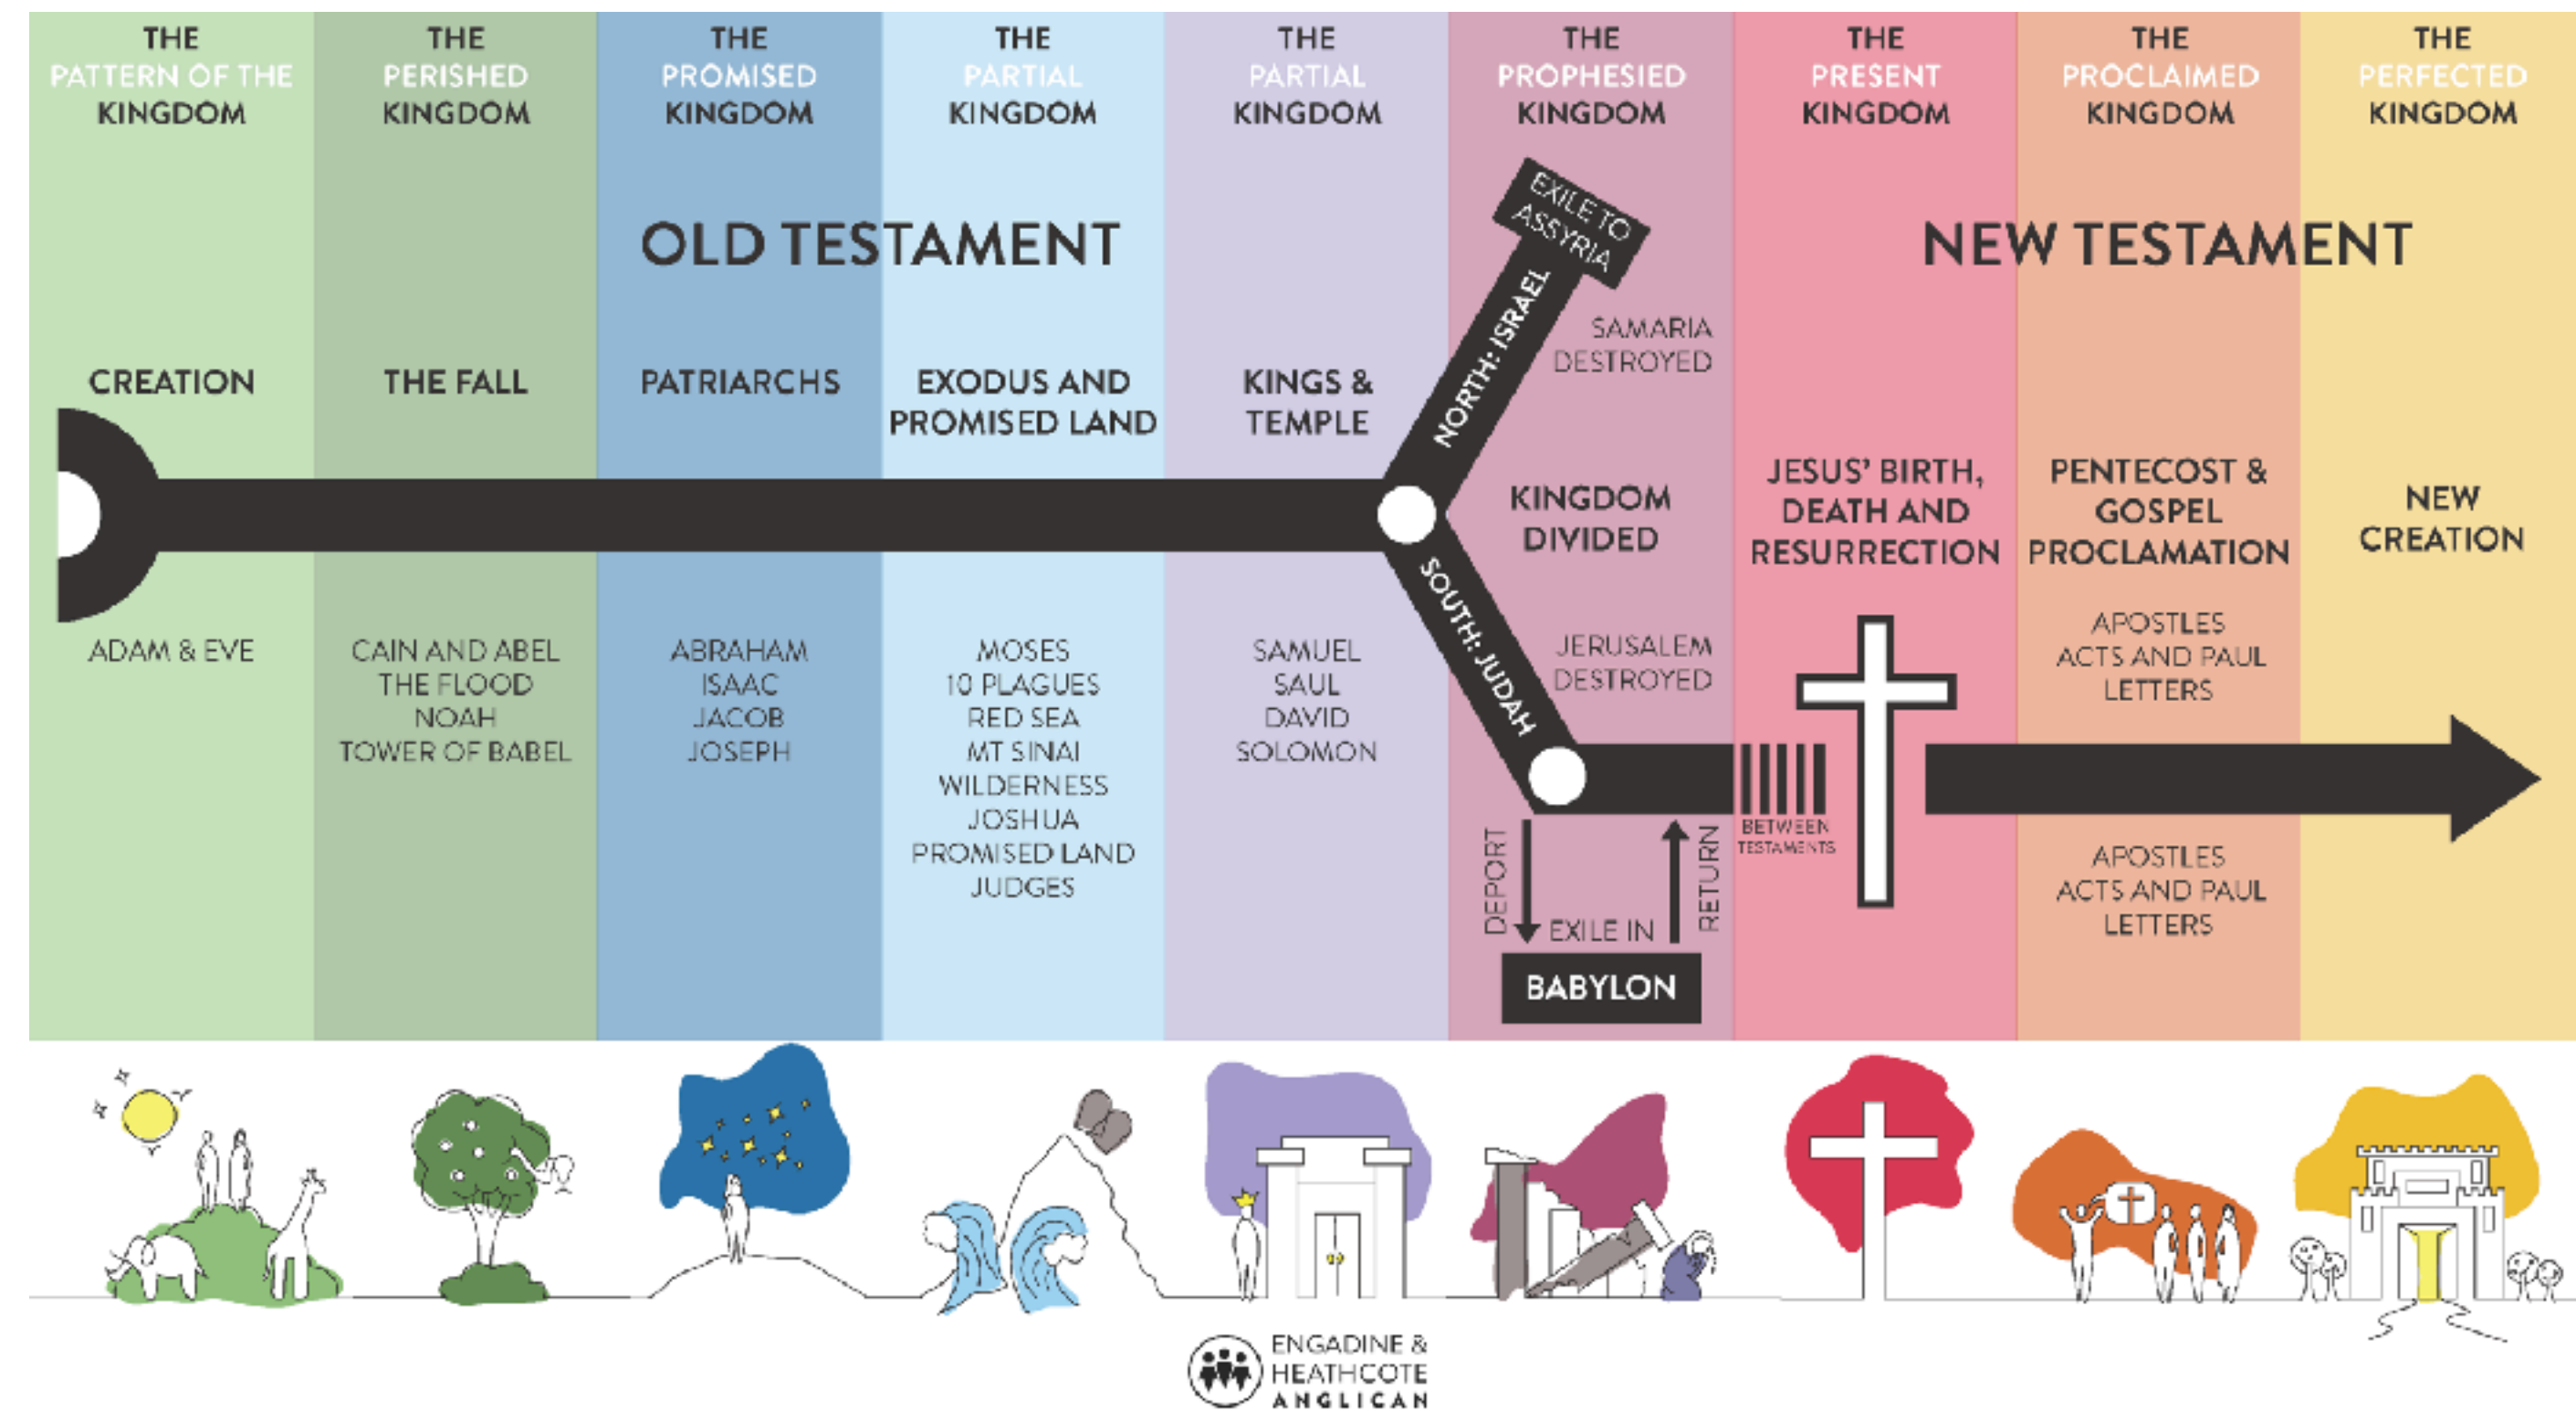 THE
PATTERN OF THE
KINGDOM
THE
PERISHED
KINGDOM
THE
PROMISED
KINGDOM
THE
PARTIAL
KINGDOM
THE
PARTIAL
KINGDOM
THE
PROPHESIED
KINGDOM
THE
PRESENT
KINGDOM
THE
PROCLAIMED
KINGDOM
THE
PERFECTED
KINGDOM
OLD TESTAMENT
NEW TESTAMENT
CREATION
ADAM & EVE
THE FALL
CAIN AND ABEL
THE FLOOD
NOAH
TOWER OF BABEL
PATRIARCHS
ABRAHAM
ISAAC
JACOB
JOSEPH
EXODUS AND
PROMISED LAND
MOSES
10 PLAGUES
RED SEA
MT SINAI
WILDERNESS
JOSHUA
PROMISED LAND
JUDGES
KINGS &
TEMPLE
SAMUEL
SAUL
DAVID
SOLOMON
EXILE TO
ASSYRIA
NORTH: ISRAEL
SAMARIA
DESTROYED
KINGDOM
DIVIDED
SOUTH: JUDAH
JERUSALEM
DESTROYED
DEPORT
EXILE IN
RETURN
BABYLON
JESUS' BIRTH,
DEATH AND
RESURRECTION
BETWEEN
TESTAMENTS
PENTECOST &
GOSPEL
PROCLAMATION
APOSTLES
ACTS AND PAUL
LETTERS
APOSTLES
ACTS AND PAUL
LETTERS
NEW
CREATION
ENGADINE &
HEATHCOTE
ANGLICAN